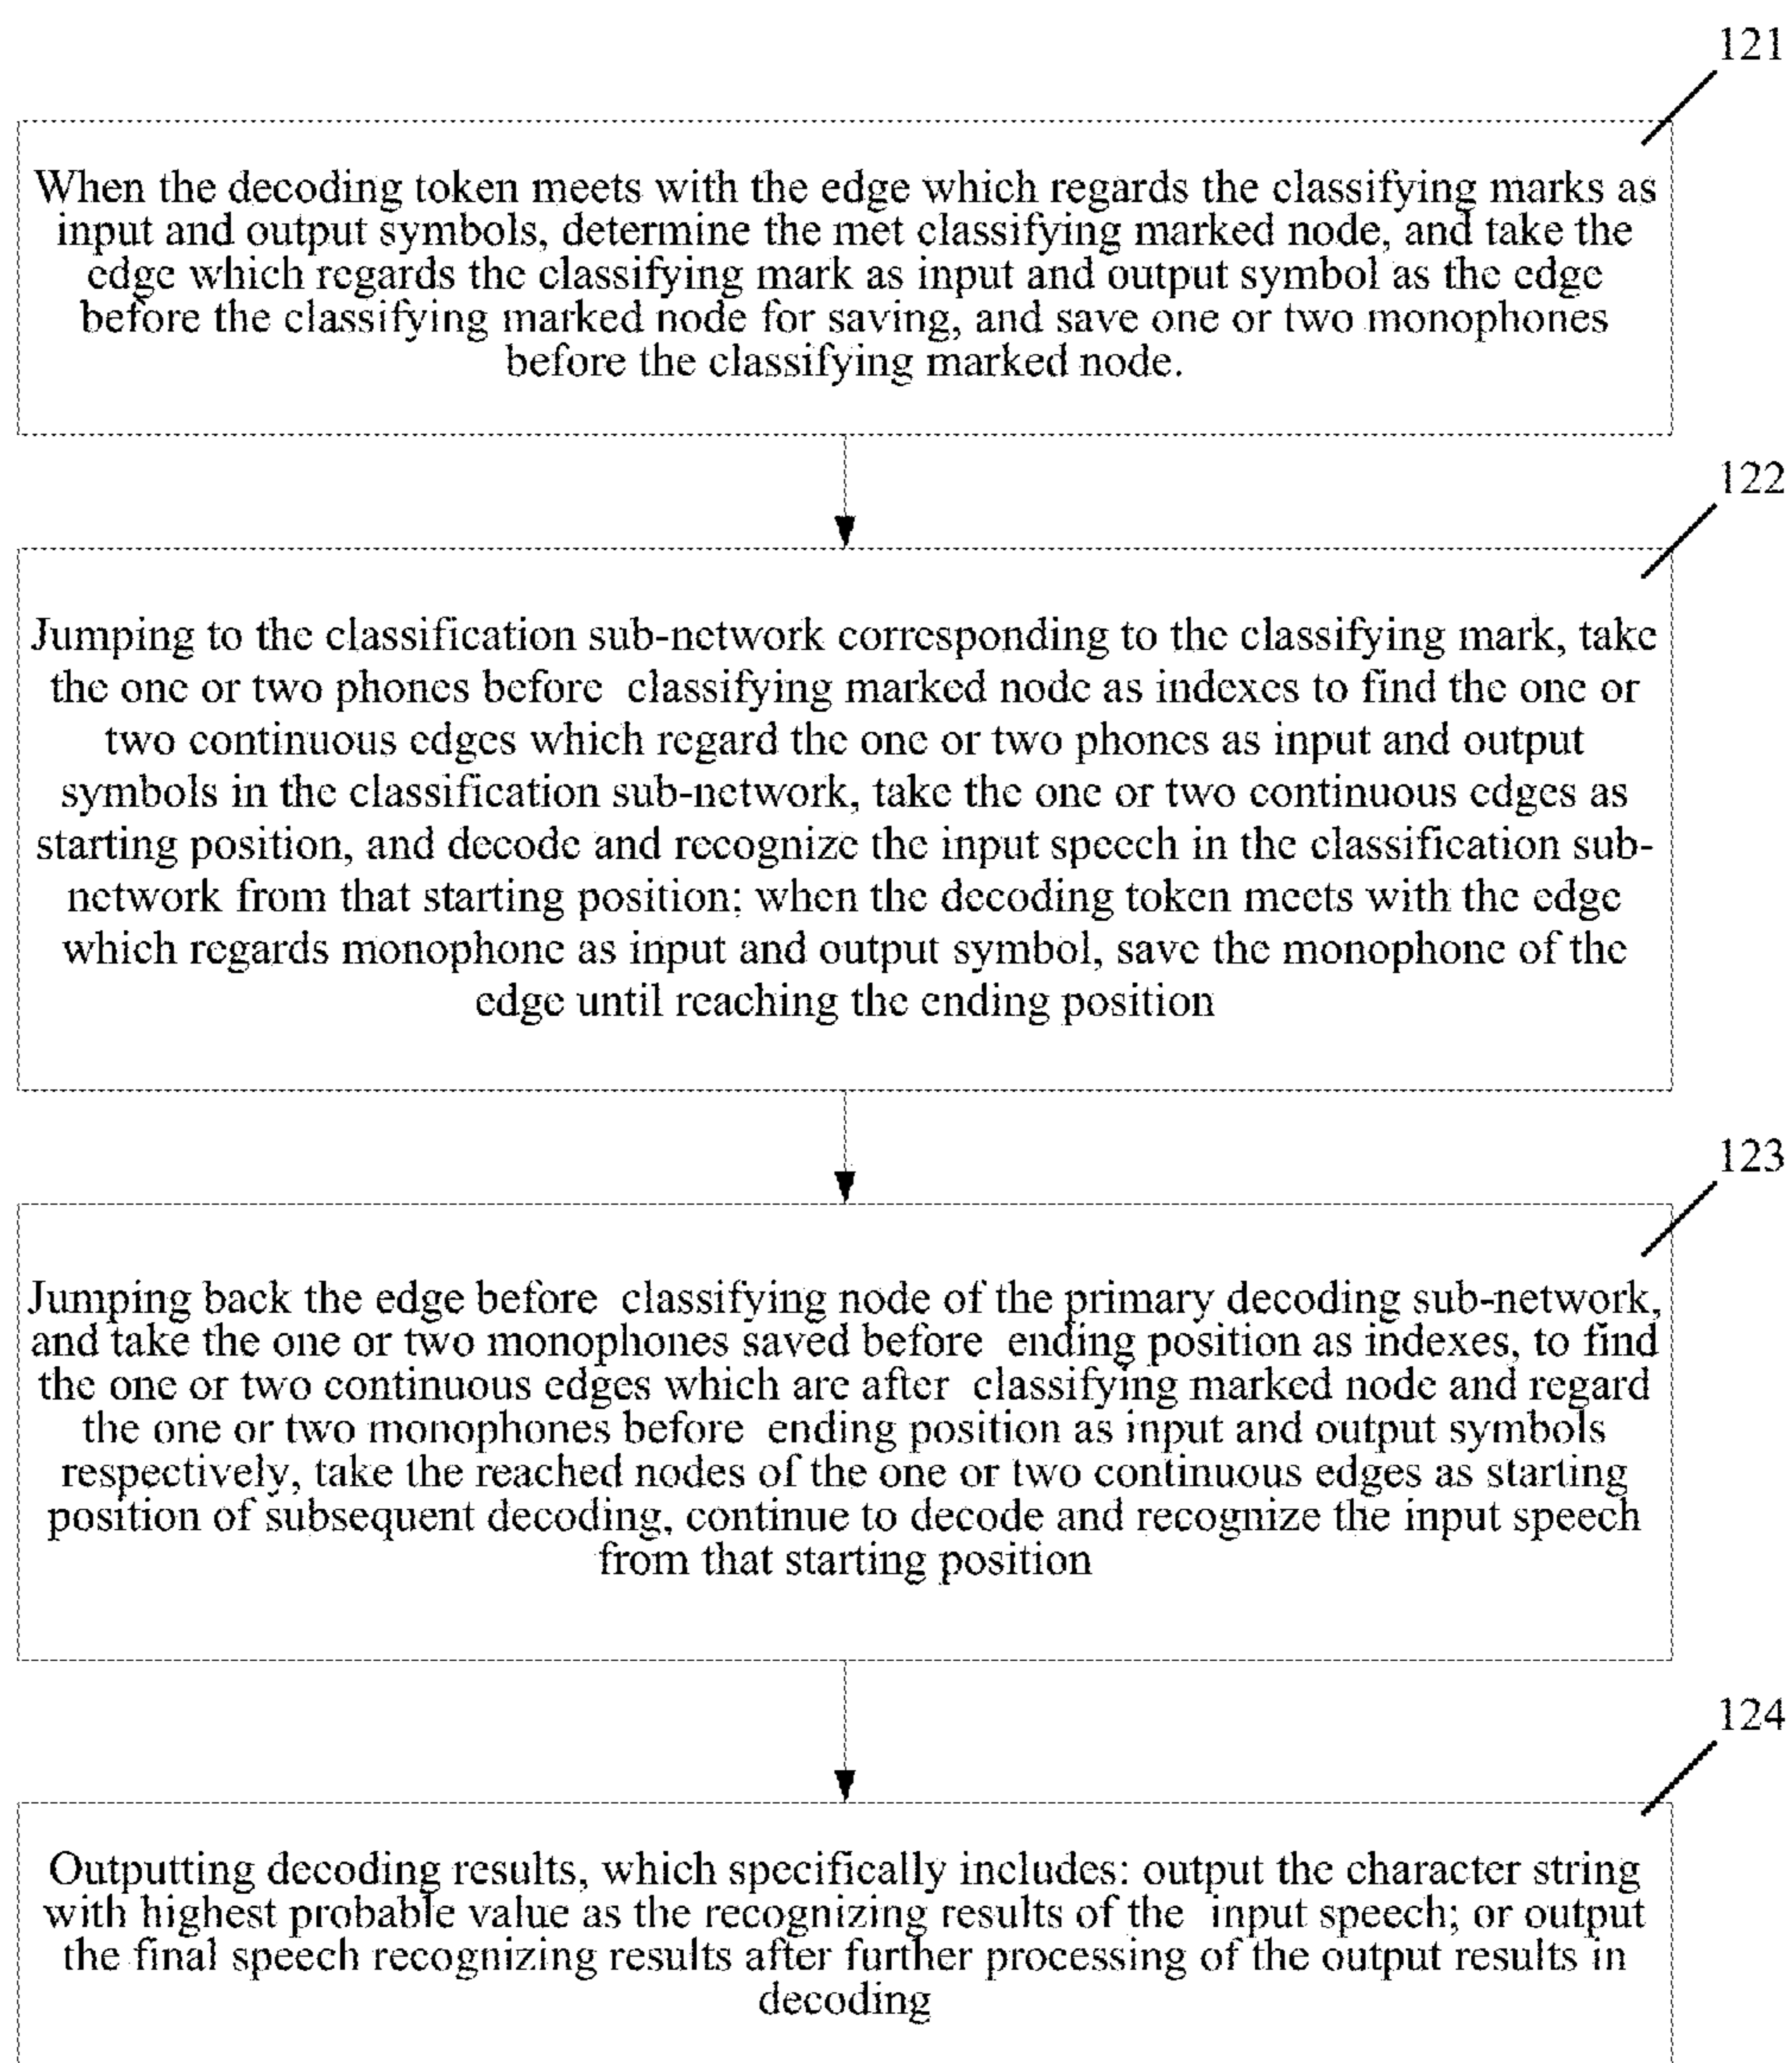 121
When the decoding token meets with the edge which regards the classifying marks as
input and output symbols, determine the met classifying marked node, and take the
edge which regards the classifying mark as input and output symbol as the edge
before the classifying marked node for saving, and save one or two monophones
before the classifying marked node.
122
Jumping to the classification sub-network corresponding to the classifying mark, take
the one or two phones before classifying marked node as indexes to find the one or
two continuous edges which regard the one or two phones as input and output
symbols in the classification sub-network, take the one or two continuous edges as
starting position, and decode and recognize the input speech in the classification sub-
network from that starting position; when the decoding token meets with the edge
which regards monophone as input and output symbol, save the monophone of the
edge until reaching the ending position
123
Jumping back the edge before classifying node of the primary decoding sub-network,
and take the one or two monophones saved before ending position as indexes, to find
the one or two continuous edges which are after classifying marked node and regard
the one or two monophones before ending position as input and output symbols
respectively, take the reached nodes of the one or two continuous edges as starting
position of subsequent decoding, continue to decode and recognize the input speech
from that starting position
124
Outputting decoding results, which specifically includes: output the character string
with highest probable value as the recognizing results of the input speech; or output
the final speech recognizing results after further processing of the output results in
decoding